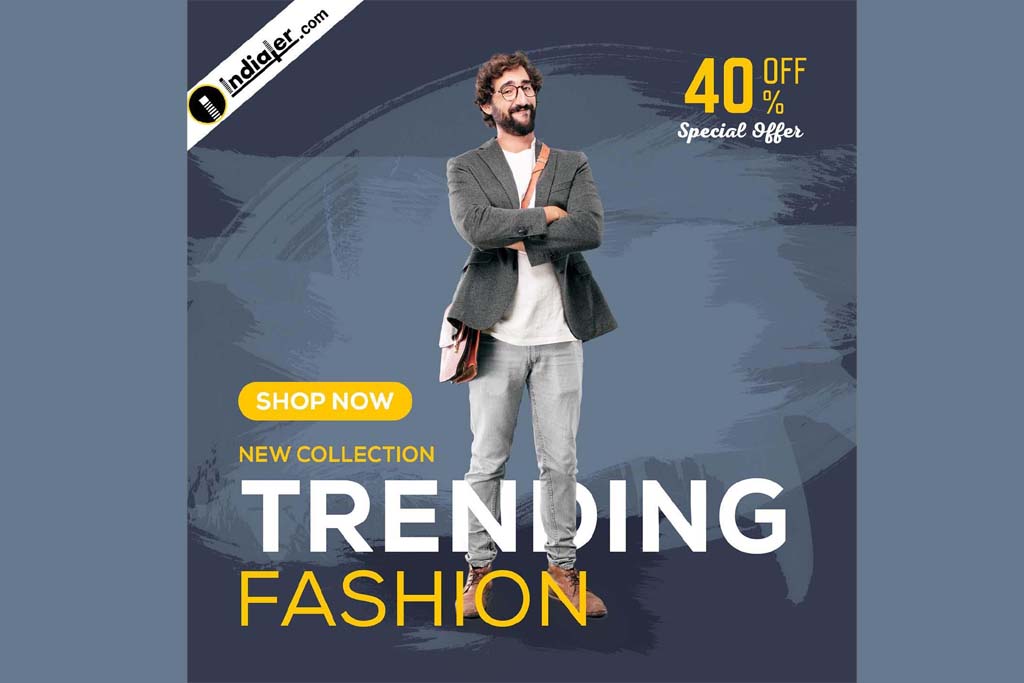 Indiater.com
40% OFF
Special Offer
SHOP NOW
NEW COLLECTION
TRENDING
FASHION